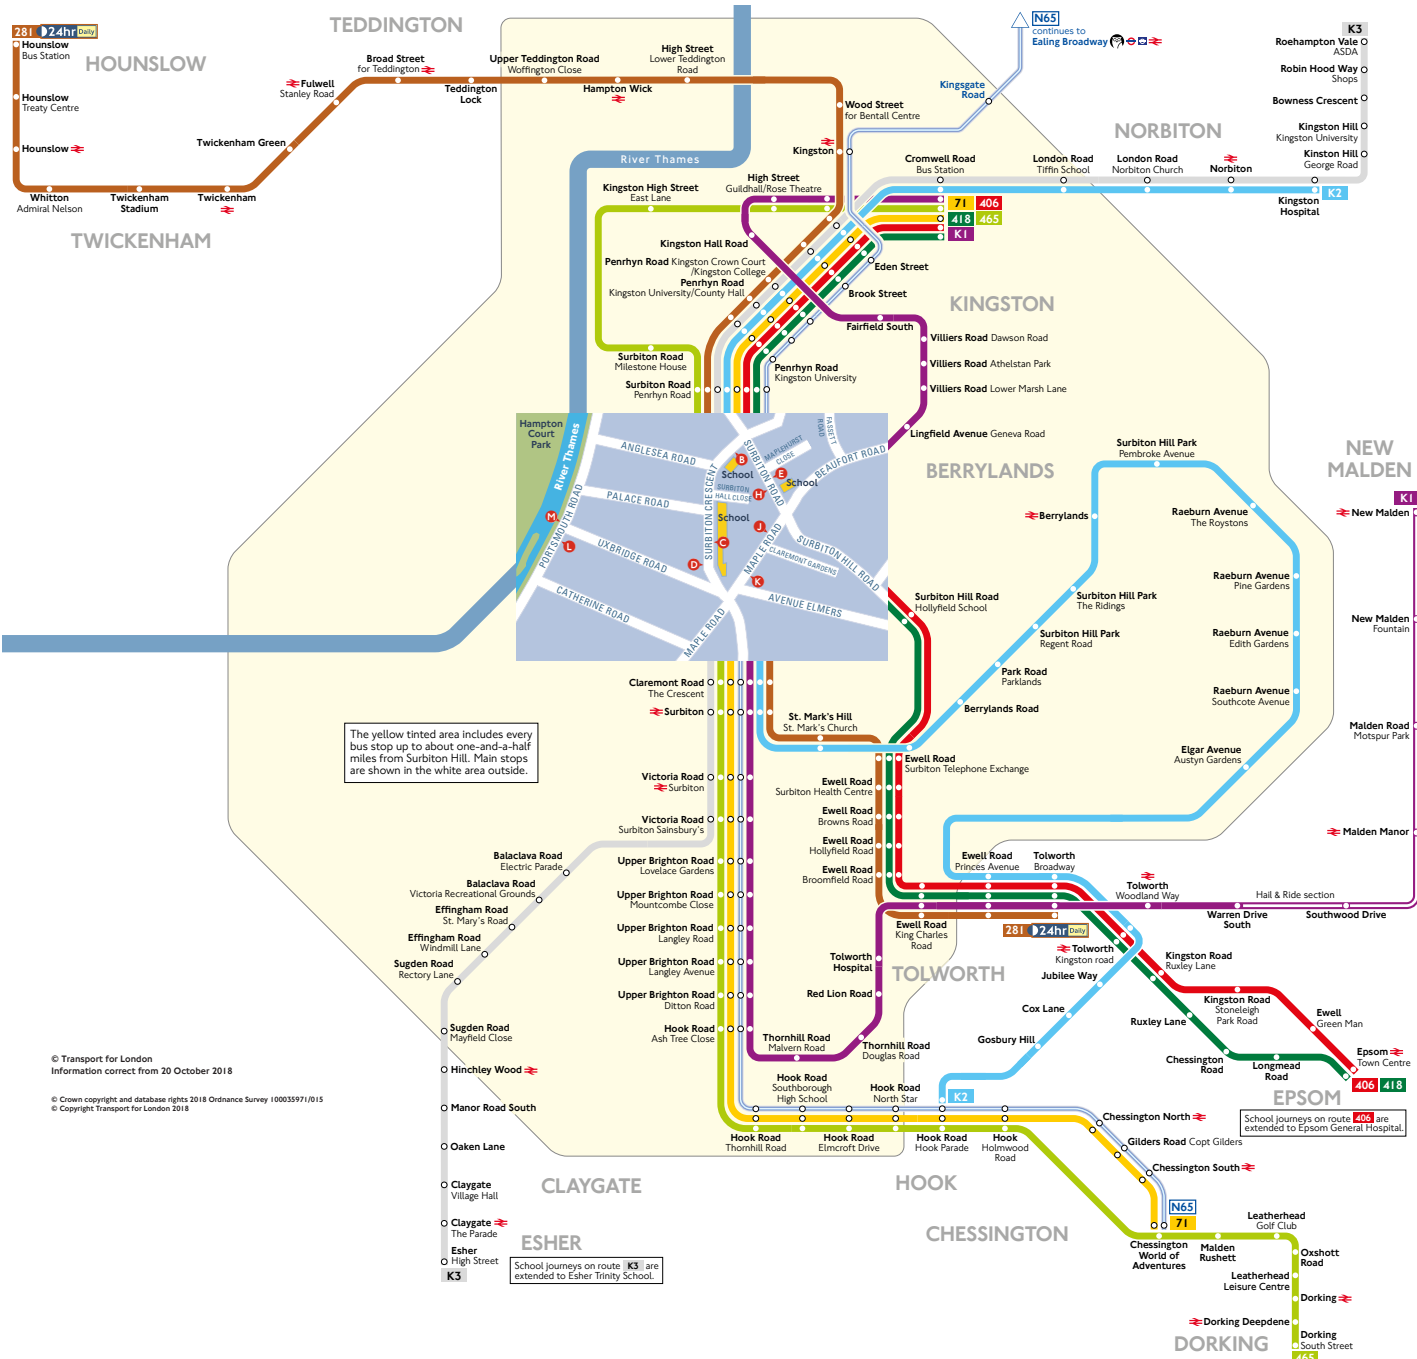 TEDDINGTON
281 24hr Daily
Hounslow
Bus Station
HOUNSLOW
Hounslow
Treaty Centre
Hounslow
Whitton
Admiral Nelson
Twickenham
Stadium
Twickenham
TWICKENHAM
Twickenham Green
Fulwell
Stanley Road
Broad Street
for Teddington
Teddington
Lock
Upper Teddington Road
Woffington Close
Hampton Wick
High Street
Lower Teddington
Road
Wood Street
for Bentall Centre
Kingston
River Thames
N65
continues to
Ealing Broadway
Kingsgate
Road
K3
Roehampton Vale
ASDA
Robin Hood Way
Shops
Bowness Crescent
Kingston Hill
Kingston University
Kinston Hill
George Road
NORBITON
Cromwell Road
Bus Station
London Road
Tiffin School
London Road
Norbiton Church
Norbiton
Kingston
Hospital
K2
71 406
418 465
K1
High Street
Guildhall/Rose Theatre
Kingston High Street
East Lane
Kingston Hall Road
Penrhyn Road Kingston Crown Court
/Kingston College
Penrhyn Road
Kingston University/County Hall
Eden Street
Brook Street
KINGSTON
Fairfield South
Villiers Road Dawson Road
Villiers Road Athelstan Park
Villiers Road Lower Marsh Lane
Lingfield Avenue Geneva Road
Surbiton Road
Milestone House
Surbiton Road
Penrhyn Road
Penrhyn Road
Kingston University
Hampton
Court
Park
River Thames
ANGLESEA ROAD
PALACE ROAD
UXBRIDGE ROAD
CATHERINE ROAD
PORTSMOUTH ROAD
SURBITON CRESCENT
SURBITON ROAD
MAPLEHURST
CLOSE
FASSETT
ROAD
BEAUFORT ROAD
SURBITON
HALL CLOSE
School
School
School
MAPLE ROAD
CLAREMONT GARDENS
SURBITON HILL ROAD
AVENUE ELMERS
MAPLE ROAD
B
E
H
J
C
D
K
L
M
BERRYLANDS
Berrylands
Surbiton Hill Park
Pembroke Avenue
Raeburn Avenue
The Roystons
Raeburn Avenue
Pine Gardens
Raeburn Avenue
Edith Gardens
Raeburn Avenue
Southcote Avenue
Elgar Avenue
Austyn Gardens
Surbiton Hill Park
The Ridings
Surbiton Hill Park
Regent Road
Park Road
Parklands
Berrylands Road
Surbiton Hill Road
Hollyfield School
NEW
MALDEN
K1
New Malden
New Malden
Fountain
Malden Road
Motspur Park
Malden Manor
Claremont Road
The Crescent
Surbiton
St. Mark's Hill
St. Mark's Church
Ewell Road
Surbiton Telephone Exchange
Ewell Road
Surbiton Health Centre
Ewell Road
Browns Road
Ewell Road
Hollyfield Road
Ewell Road
Broomfield Road
Ewell Road
King Charles
Road
Ewell Road
Princes Avenue
Tolworth
Broadway
281 24hr Daily
Tolworth
Woodland Way
Hail & Ride section
Warren Drive
South
Southwood Drive
The yellow tinted area includes every
bus stop up to about one-and-a-half
miles from Surbiton Hill. Main stops
are shown in the white area outside.
Victoria Road
Surbiton
Victoria Road
Surbiton Sainsbury's
Upper Brighton Road
Lovelace Gardens
Upper Brighton Road
Mountcombe Close
Upper Brighton Road
Langley Road
Upper Brighton Road
Langley Avenue
Upper Brighton Road
Ditton Road
Hook Road
Ash Tree Close
Balaclava Road
Electric Parade
Balaclava Road
Victoria Recreational Grounds
Effingham Road
St. Mary's Road
Effingham Road
Windmill Lane
Sugden Road
Rectory Lane
Sugden Road
Mayfield Close
Hinchley Wood
Manor Road South
Oaken Lane
Claygate
Village Hall
Claygate
The Parade
Esher
High Street
K3
CLAYGATE
ESHER
School journeys on route K3 are
extended to Esher Trinity School.
Tolworth
Hospital
Red Lion Road
Thornhill Road
Malvern Road
Thornhill Road
Douglas Road
TOLWORTH
Tolworth
Kingston road
Jubilee Way
Cox Lane
Gosbury Hill
K2
Kingston Road
Ruxley Lane
Kingston Road
Stoneleigh
Park Road
Ewell
Green Man
Epsom
Town Centre
406 418
Ruxley Lane
Chessington
Road
Longmead
Road
EPSOM
School journeys on route 406 are
extended to Epsom General Hospital.
Hook Road
Southborough
High School
Hook Road
North Star
Hook Road
Thornhill Road
Hook Road
Elmcroft Drive
Hook Road
Hook Parade
Hook
Holmwood
Road
HOOK
Chessington North
Gilders Road Copt Gilders
Chessington South
N65
71
CHESSINGTON
Chessington
World of
Adventures
Malden
Rushett
Leatherhead
Golf Club
Oxshott
Road
Leatherhead
Leisure Centre
Dorking
Dorking Deepdene
Dorking
South Street
465
DORKING
© Transport for London
Information correct from 20 October 2018
© Crown copyright and database rights 2018 Ordnance Survey 100035971/015
© Copyright Transport for London 2018